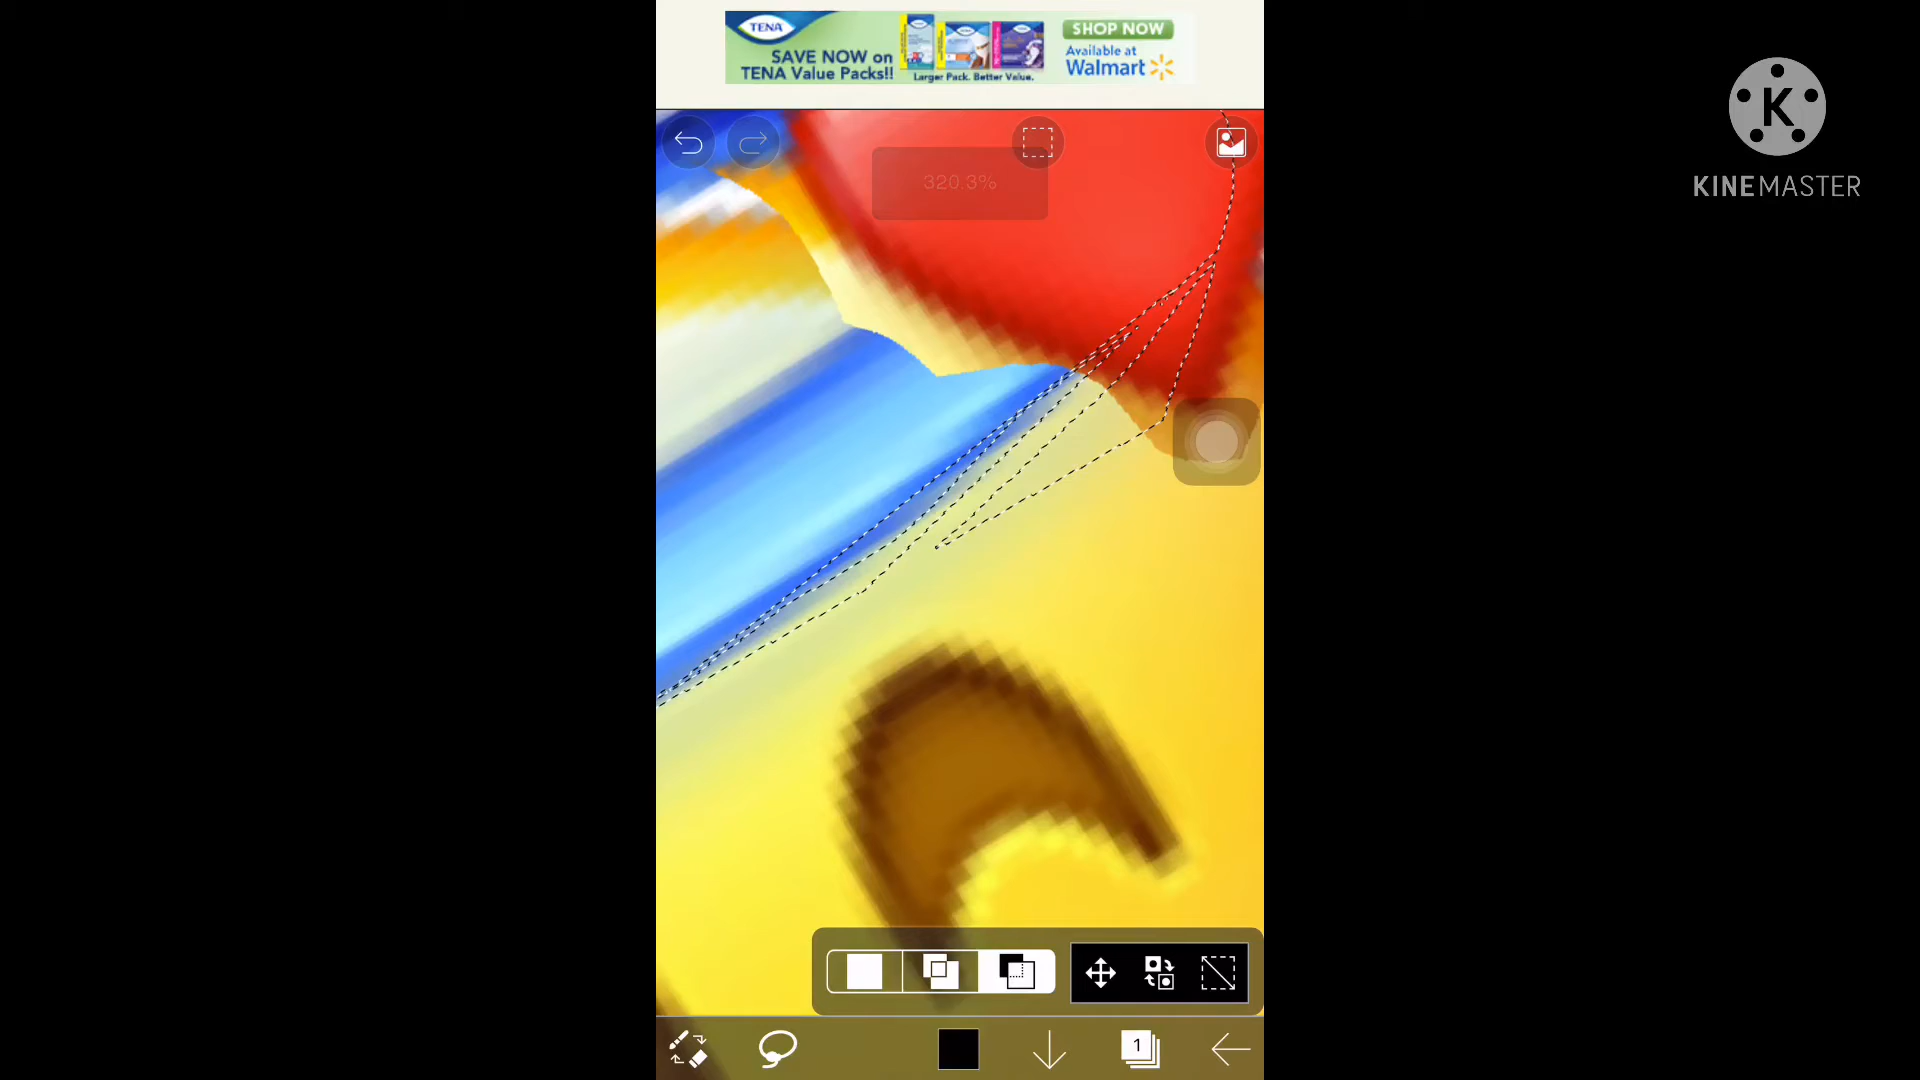 TENA
SAVE NOW on
TENA Value Packs!!
Larger Pack. Better Value.
SHOP NOW
Available at
Walmart
320.3%
K
KINEMASTER
1